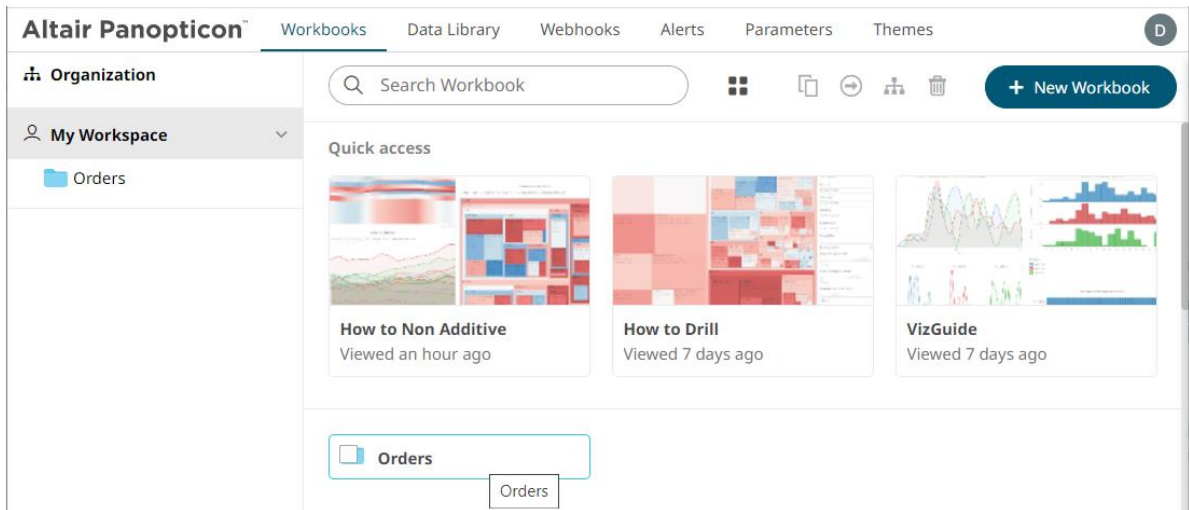 Altair Panopticon™
Workbooks Data Library Webhooks Alerts Parameters Themes D
Organization
My Workspace
Orders
Search Workbook
+ New Workbook
Quick access
How to Non Additive
Viewed an hour ago
How to Drill
Viewed 7 days ago
VizGuide
Viewed 7 days ago
Orders
Orders